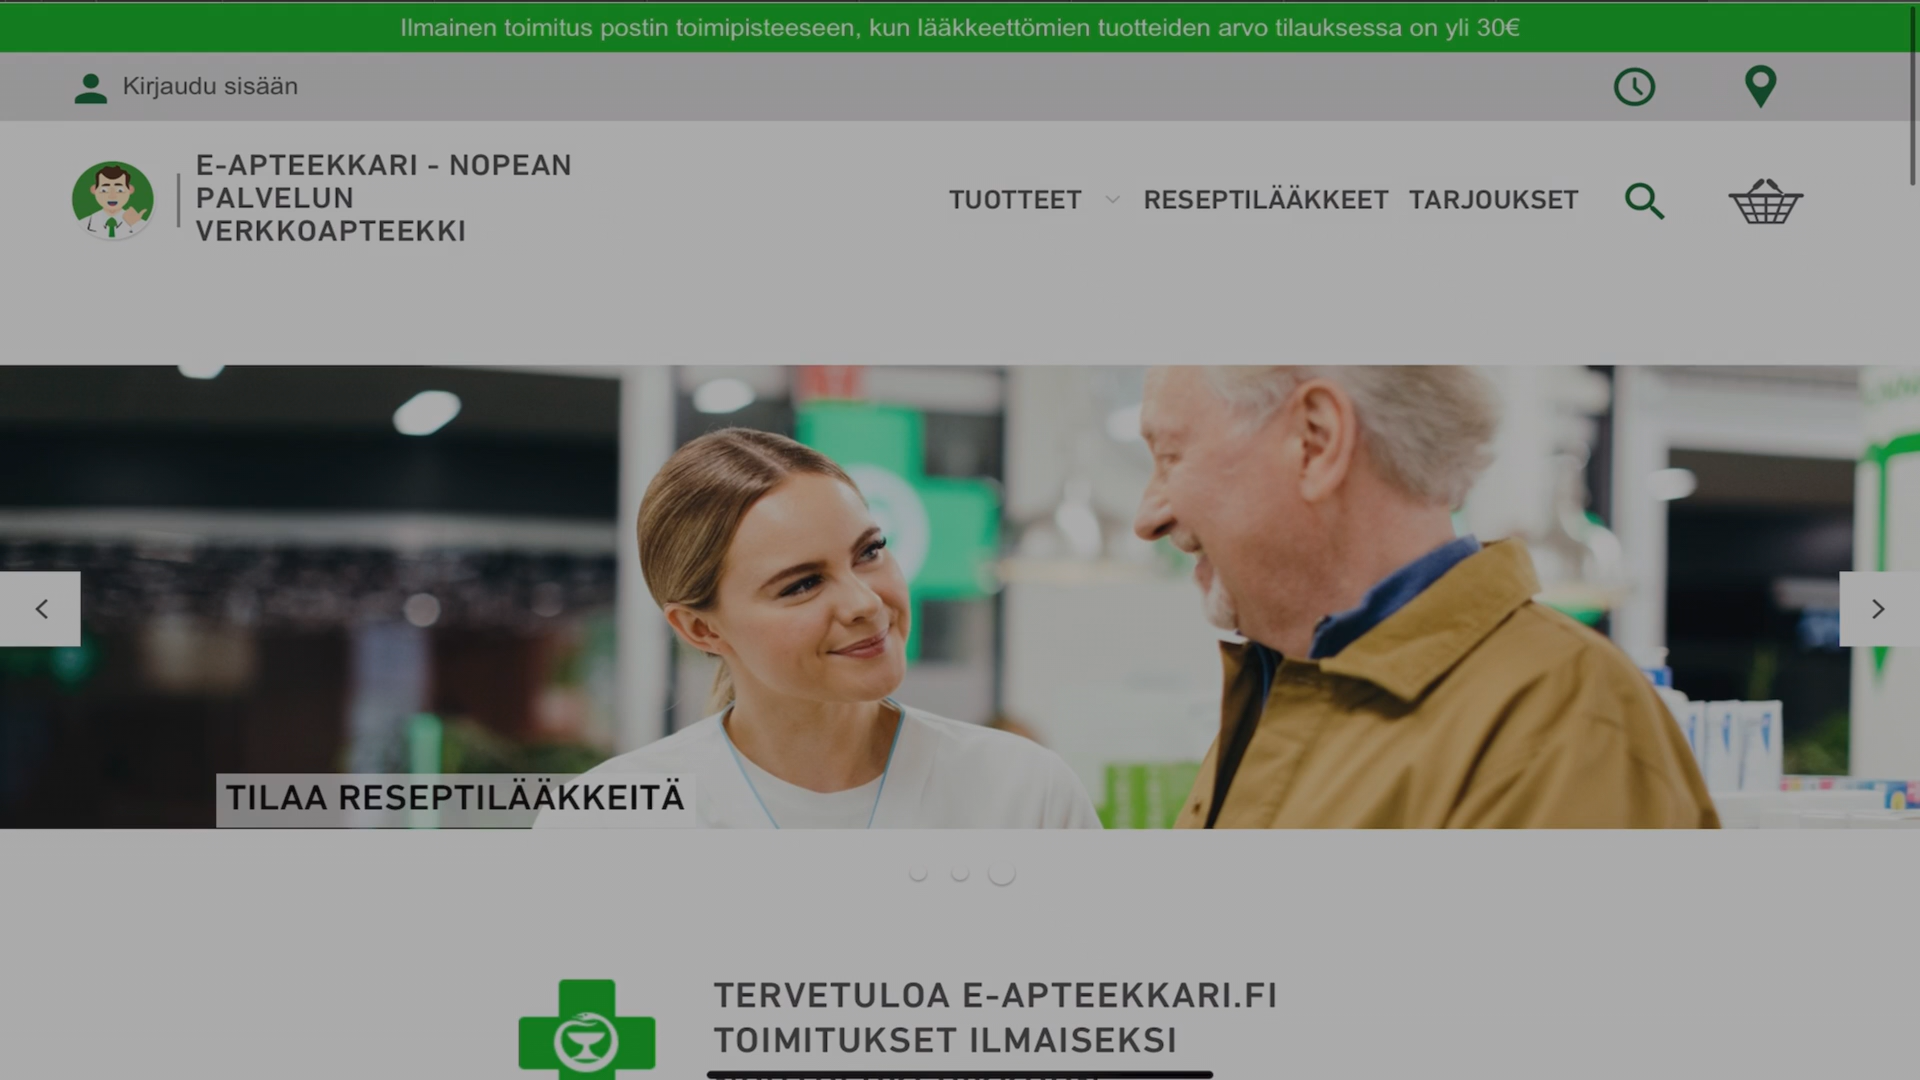 Ilmainen toimitus postin toimipisteeseen, kun lääkkeettömien tuotteiden arvo tilauksessa on yli 30€
Kirjaudu sisään
E-APTEEKKARI - NOPEAN
PALVELUN
VERKKOAPTEEKKI
TUOTTEET
RESEPTILÄÄKKEET
TARJOUKSET
TILAA RESEPTILÄÄKKEITÄ
TERVETULOA E-APTEEKKARI.FI
TOIMITUKSET ILMAISEKSI